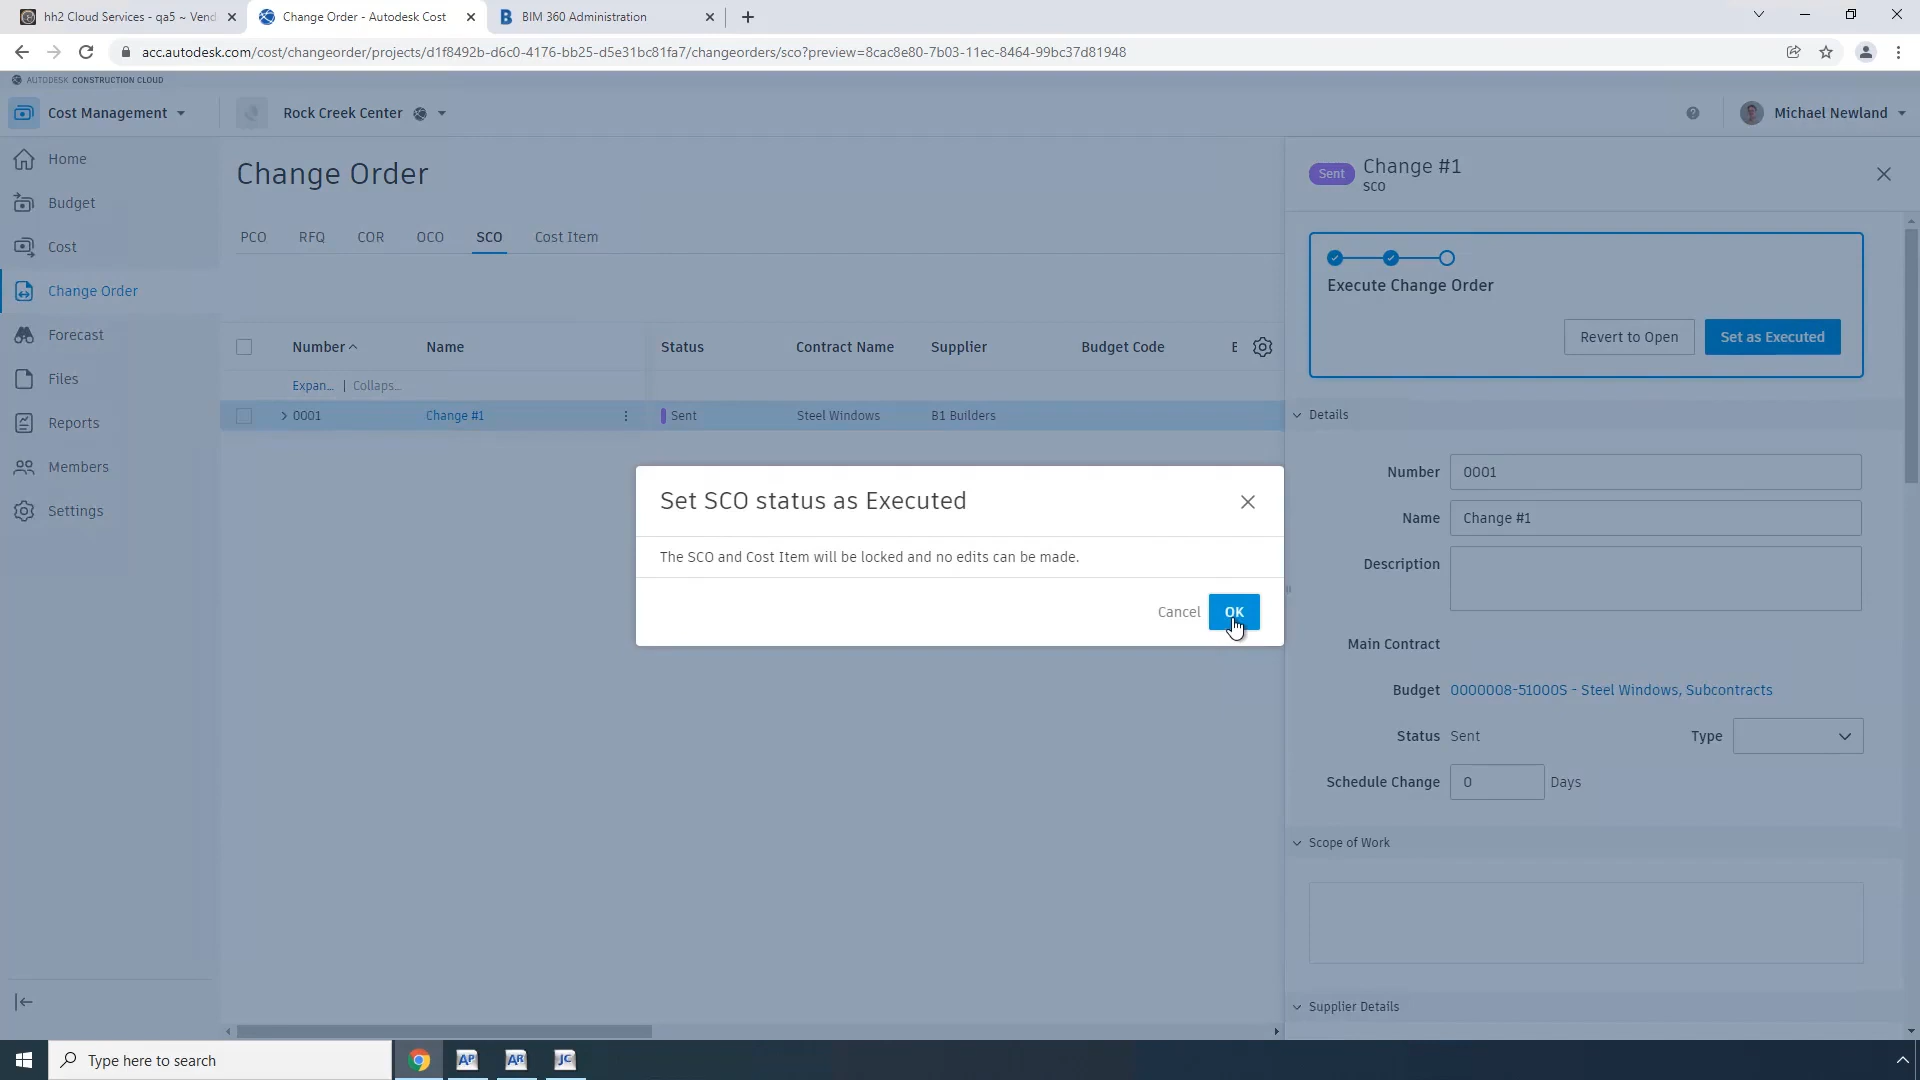 hh2 Cloud Services - qa5 ~ Vend
Change Order - Autodesk Cost
BIM 360 Administration
acc.autodesk.com/cost/changeorder/projects/d1f8492b-d6c0-4176-bb25-d5e31bc81fa7/changeorders/sco?preview=8cac8e80-7b03-11ec-8464-99bc37d81948
AUTODESK CONSTRUCTION CLOUD
Cost Management
Rock Creek Center
Michael Newland
Home
Budget
Cost
Change Order
Forecast
Files
Reports
Members
Settings
Change Order
PCO RFQ COR OCO SCO Cost Item
Number Name Status Contract Name Supplier Budget Code E
Expan... | Collaps...
0001 Change #1 Sent Steel Windows B1 Builders
Set SCO status as Executed
The SCO and Cost Item will be locked and no edits can be made.
Cancel OK
Sent Change #1
SCO
Execute Change Order
Revert to Open Set as Executed
Details
Number 0001
Name Change #1
Description
Main Contract
Budget 0000008-51000S - Steel Windows, Subcontracts
Status Sent Type
Schedule Change 0 Days
Scope of Work
Supplier Details
Type here to search
AP AR JC